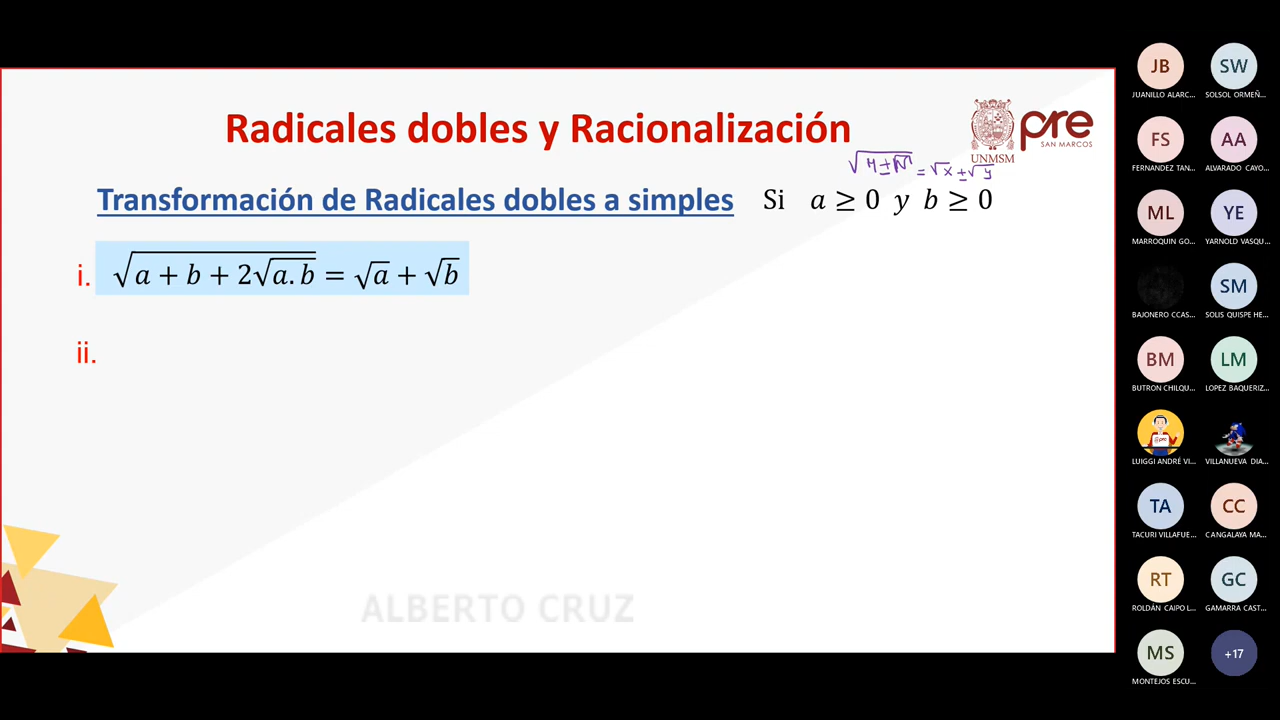 Radicales dobles y Racionalización
UNMSM
pre
SAN MARCOS
√(M±√N) = √x ± √y
Transformación de Radicales dobles a simples
Si a ≥ 0 y b ≥ 0
i. √(a + b + 2√(a.b)) = √a + √b
ii.
ALBERTO CRUZ
JB SW
JUANILLO ALARC... SOLSOL ORMEÑ...
FS AA
FERNANDEZ TAN... ALVARADO CAYO...
ML YE
MARROQUIN GO... YARNOLD VASQU...
SM
BAJONERO CCAS... SOLIS QUISPE HE...
BM LM
BUTRON CHILQU... LOPEZ BAQUERIZ...
LUIGGI ANDRÉ VI... VILLANUEVA DIA...
TA CC
TACURI VILLAFUE... CANGALAYA MA...
RT GC
ROLDÁN CAIPO L... GAMARRA CAST...
MS +17
MONTEJOS ESCU...